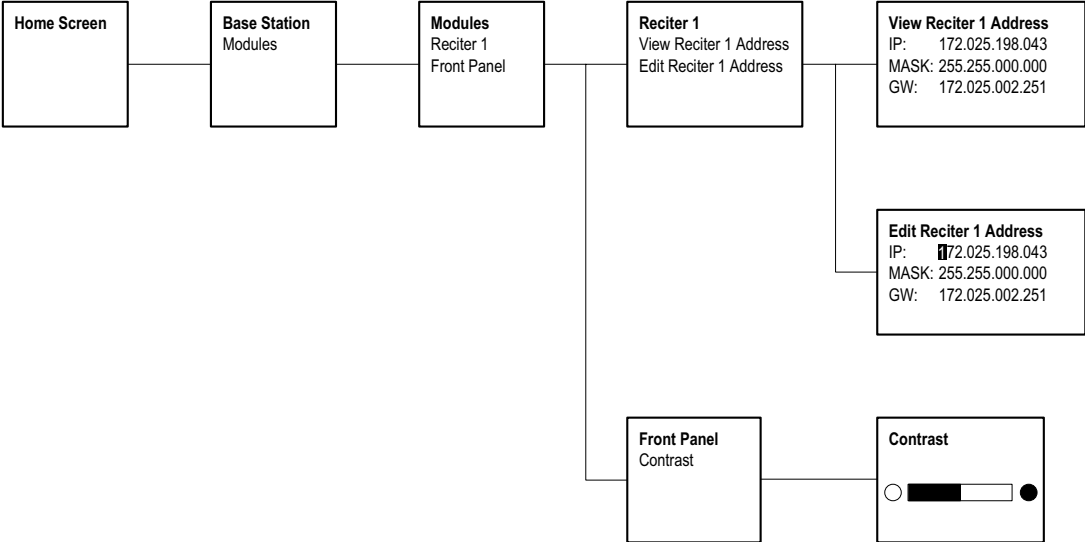 Home Screen
Base Station
Modules
Modules
Reciter 1
Front Panel
Reciter 1
View Reciter 1 Address
Edit Reciter 1 Address
View Reciter 1 Address
IP: 172.025.198.043
MASK: 255.255.000.000
GW: 172.025.002.251
Edit Reciter 1 Address
IP: 172.025.198.043
MASK: 255.255.000.000
GW: 172.025.002.251
Front Panel
Contrast
Contrast